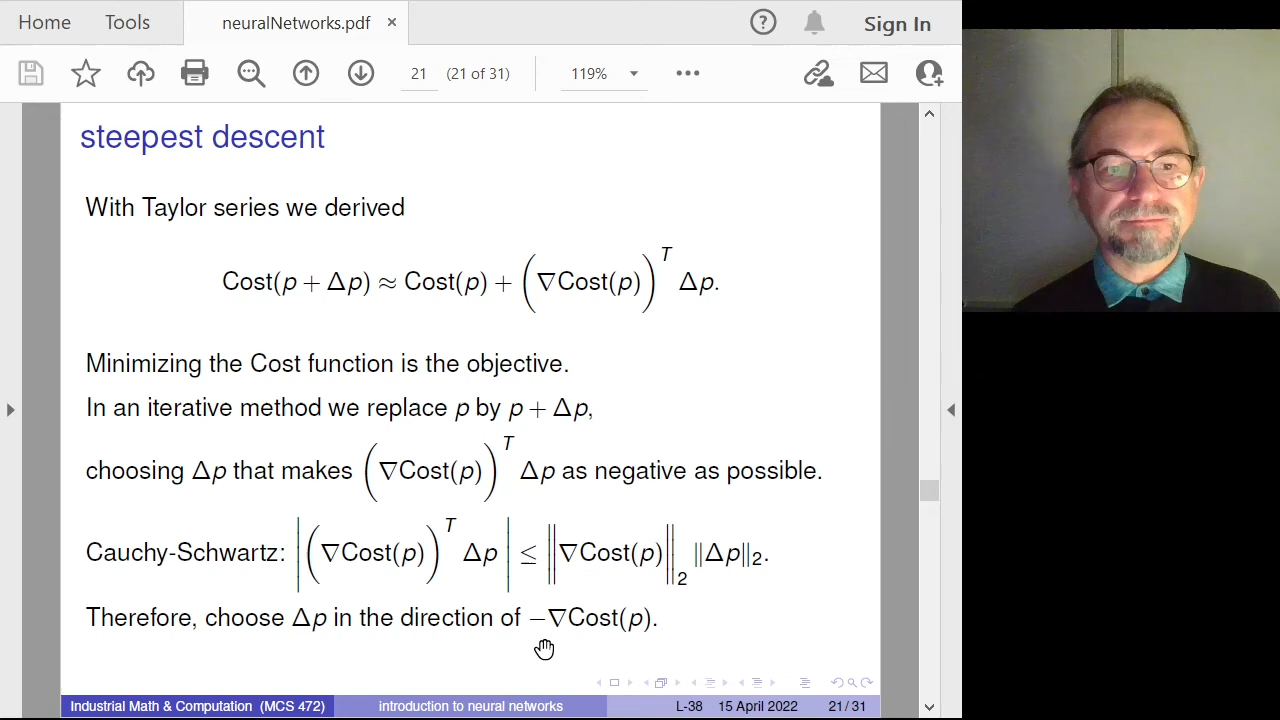 Home Tools neuralNetworks.pdf × ? Sign In
21 (21 of 31) 119%
steepest descent
With Taylor series we derived
Cost(p + Δp) ≈ Cost(p) + (∇Cost(p))^T Δp.
Minimizing the Cost function is the objective.
In an iterative method we replace p by p + Δp,
choosing Δp that makes (∇Cost(p))^T Δp as negative as possible.
Cauchy-Schwartz: |(∇Cost(p))^T Δp| ≤ ‖∇Cost(p)‖₂ ‖Δp‖₂.
Therefore, choose Δp in the direction of −∇Cost(p).
Industrial Math & Computation (MCS 472) introduction to neural networks L-38 15 April 2022 21 / 31